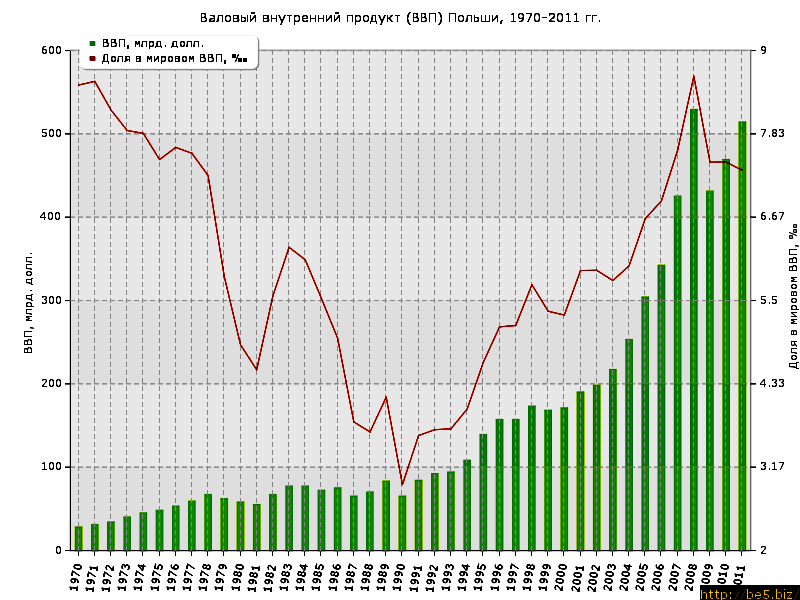 Валовый внутренний продукт (ВВП) Польши, 1970-2011 гг.
ВВП, млрд. долл.
Доля в мировом ВВП, ‰
600
500
400
300
200
100
0
ВВП, млрд. долл.
9
7.83
6.67
5.5
4.33
3.17
2
Доля в мировом ВВП, ‰
1970 1971 1972 1973 1974 1975 1976 1977 1978 1979 1980 1981 1982 1983 1984 1985 1986 1987 1988 1989 1990 1991 1992 1993 1994 1995 1996 1997 1998 1999 2000 2001 2002 2003 2004 2005 2006 2007 2008 2009 2010 2011
http://be5.biz/